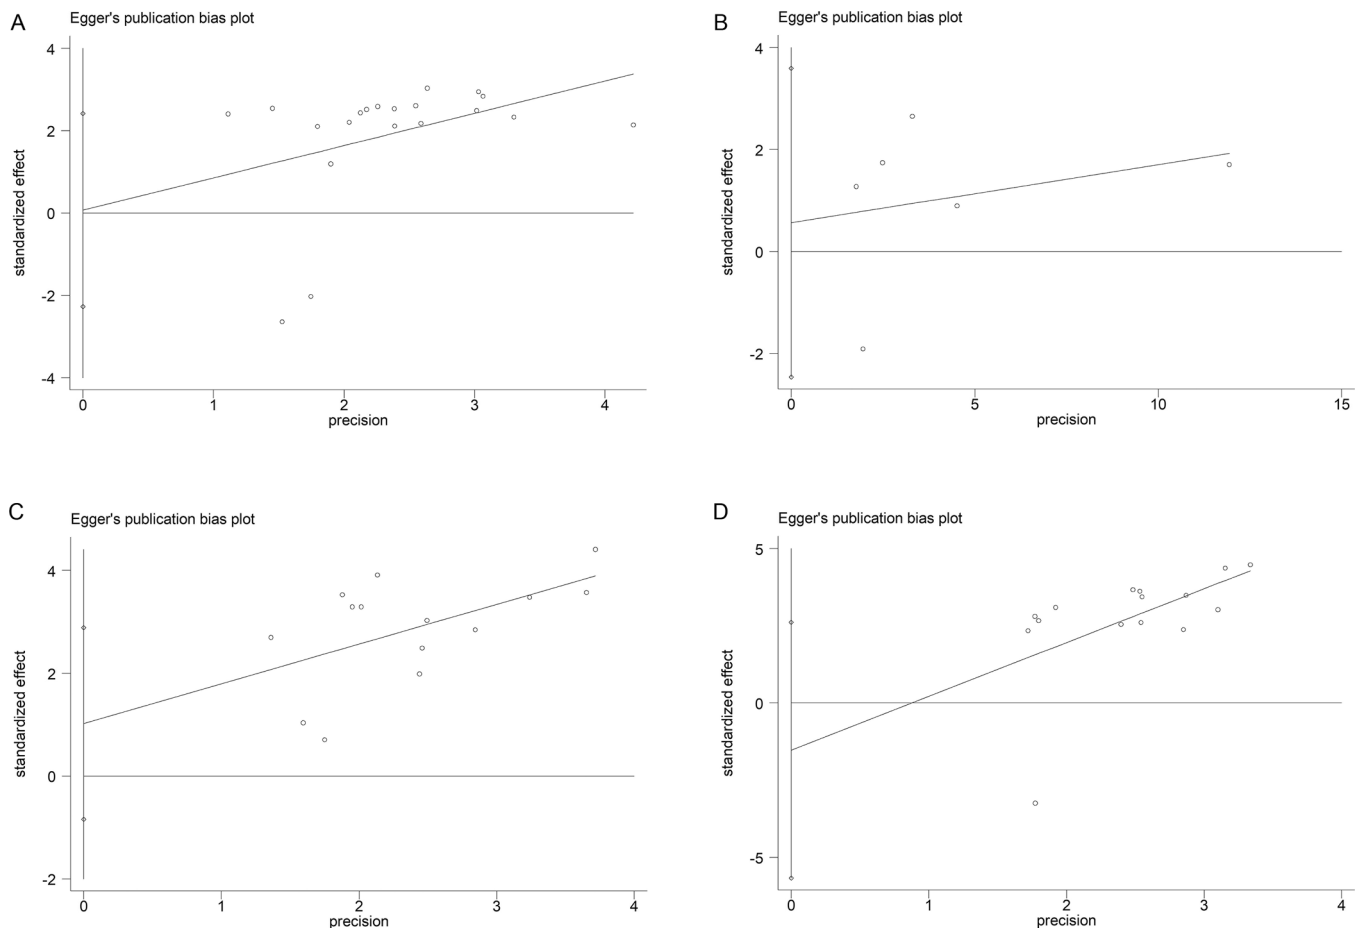 A
Egger's publication bias plot
standardized effect
4
2
0
-2
-4
0 1 2 3 4
precision
B
Egger's publication bias plot
standardized effect
4
2
0
-2
0 5 10 15
precision
C
Egger's publication bias plot
standardized effect
4
2
0
-2
0 1 2 3 4
precision
D
Egger's publication bias plot
standardized effect
5
0
-5
0 1 2 3 4
precision